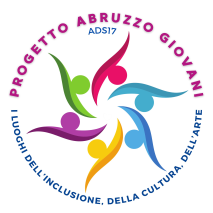 PROGETTO ABRUZZO GIOVANI
ADS17
I LUOGHI DELL'INCLUSIONE, DELLA CULTURA, DELL'ARTE